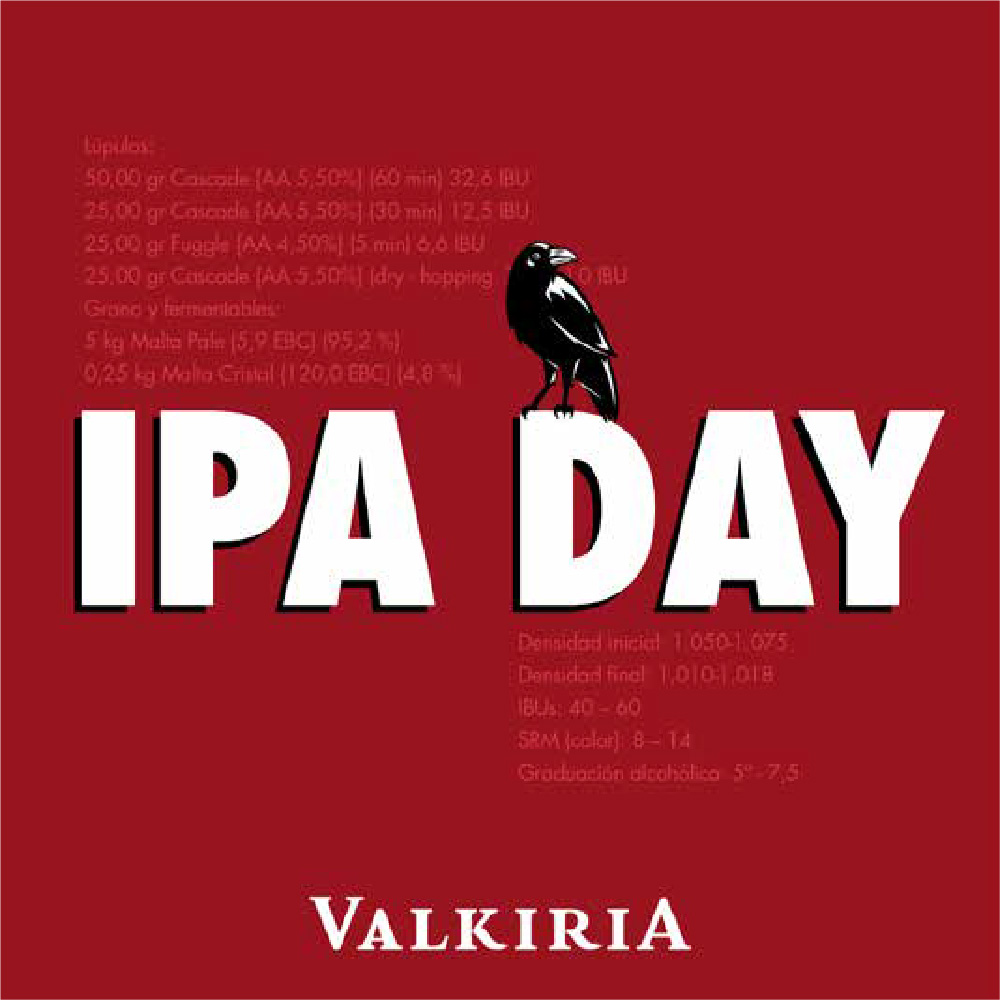 Lúpulos:
50,00 gr Cascade (AA 5,50%) (60 min) 32,6 IBU
25,00 gr Cascade (AA 5,50%) (30 min) 12,5 IBU
25,00 gr Fuggle (AA 4,50%) (5 min) 6,6 IBU
25,00 gr Cascade (AA 5,50%) (dry - hopping 0 IBU
Grano y fermentables:
5 kg Malta Pale (5,9 EBC) (95,2 %)
0,25 kg Malta Cristal (120,0 EBC) (4,8 %)
IPA DAY
Densidad inicial: 1,050-1,075
Densidad final: 1,010-1,018
IBUs: 40 – 60
SRM (color): 8 – 14
Graduación alcohólica: 5º - 7,5
VALKIRIA